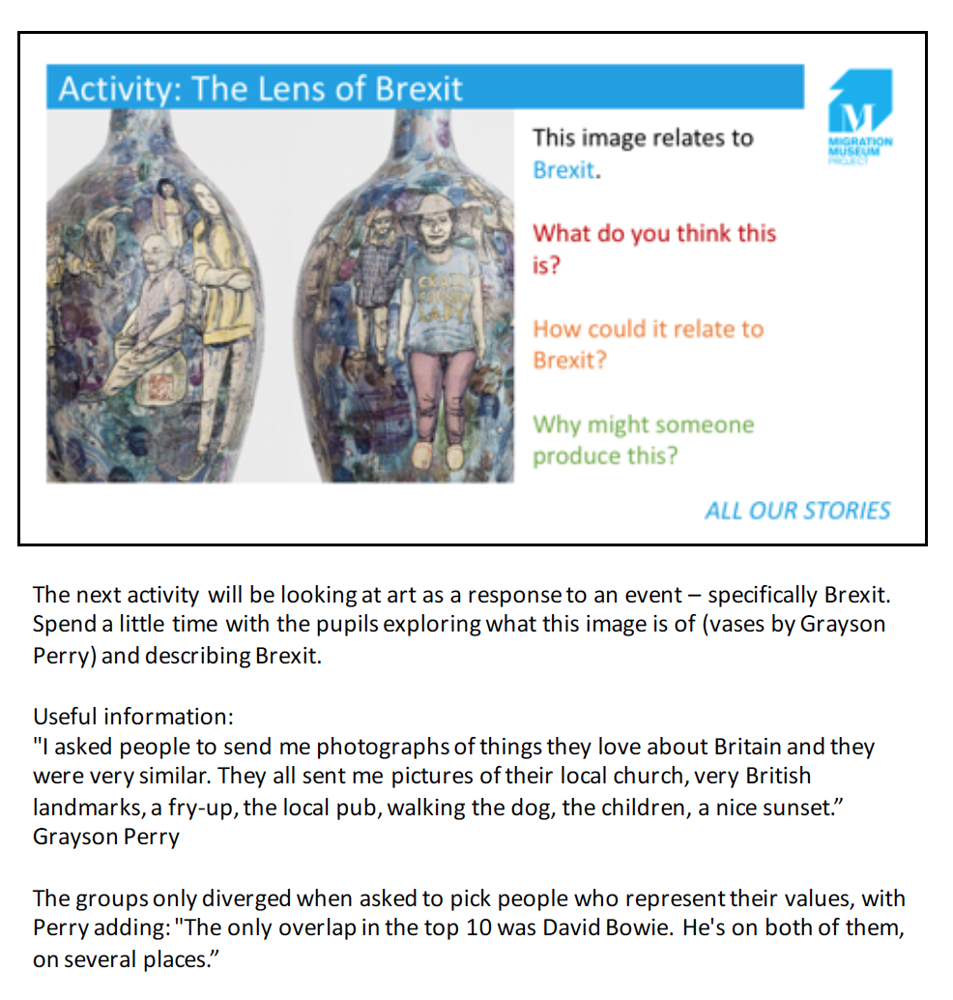 Activity: The Lens of Brexit
M
MIGRATION
MUSEUM
PROJECT
This image relates to
Brexit.
What do you think this
is?
How could it relate to
Brexit?
Why might someone
produce this?
ALL OUR STORIES
The next activity will be looking at art as a response to an event – specifically Brexit.
Spend a little time with the pupils exploring what this image is of (vases by Grayson
Perry) and describing Brexit.
Useful information:
"I asked people to send me photographs of things they love about Britain and they
were very similar. They all sent me pictures of their local church, very British
landmarks, a fry-up, the local pub, walking the dog, the children, a nice sunset.”
Grayson Perry
The groups only diverged when asked to pick people who represent their values, with
Perry adding: "The only overlap in the top 10 was David Bowie. He's on both of them,
on several places.”